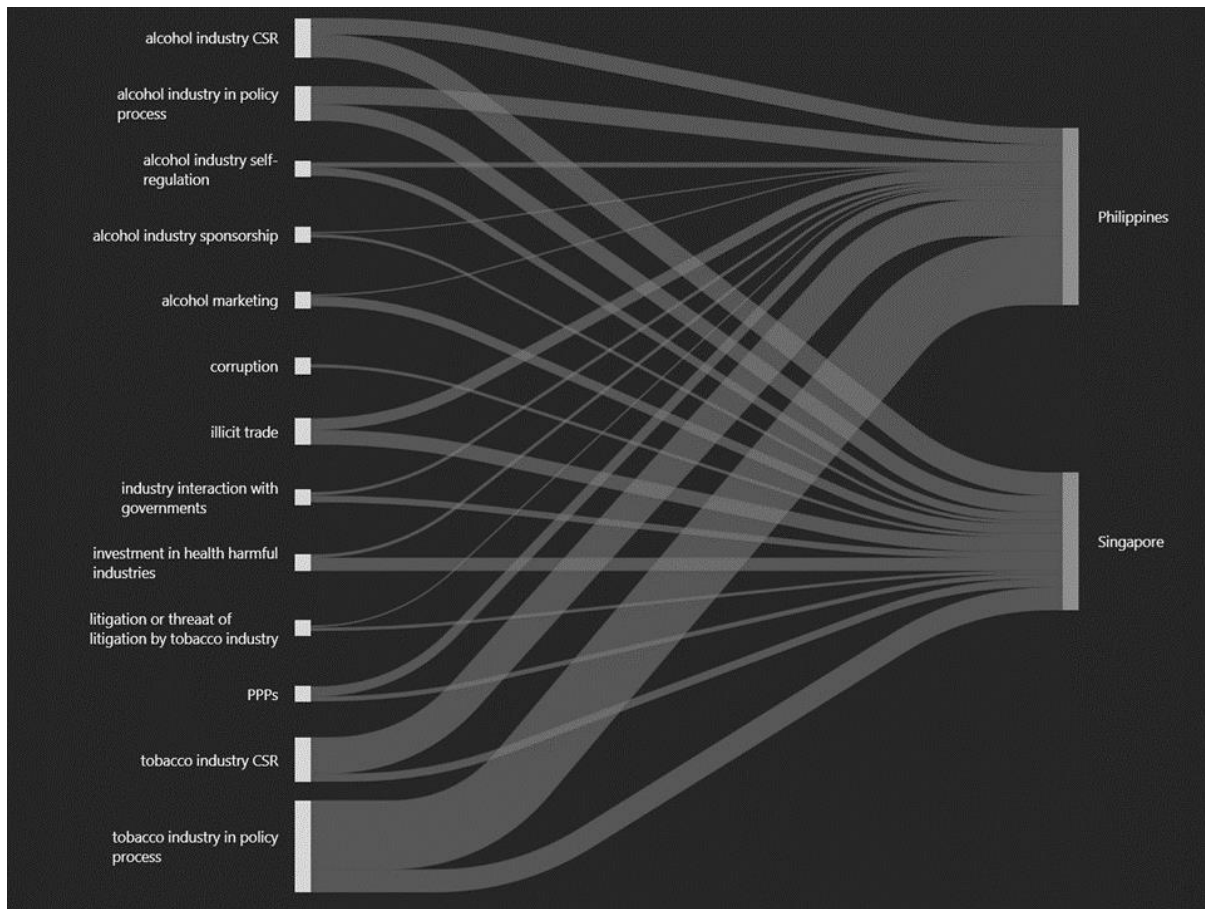 alcohol industry CSR
alcohol industry in policy
process
alcohol industry self-
regulation
alcohol industry sponsorship
alcohol marketing
corruption
illicit trade
industry interaction with
governments
investment in health harmful
industries
litigation or threaat of
litigation by tobacco industry
PPPs
tobacco industry CSR
tobacco industry in policy
process
Philippines
Singapore